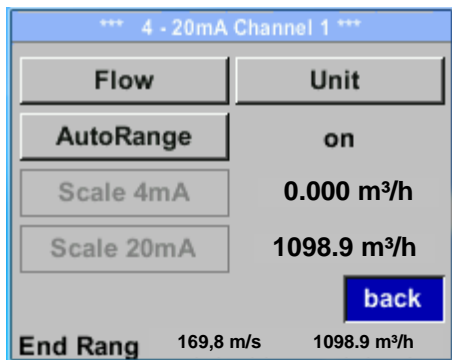 *** 4 - 20mA Channel 1 ***
Flow Unit
AutoRange on
Scale 4mA 0.000 m³/h
Scale 20mA 1098.9 m³/h
back
End Rang 169,8 m/s 1098.9 m³/h